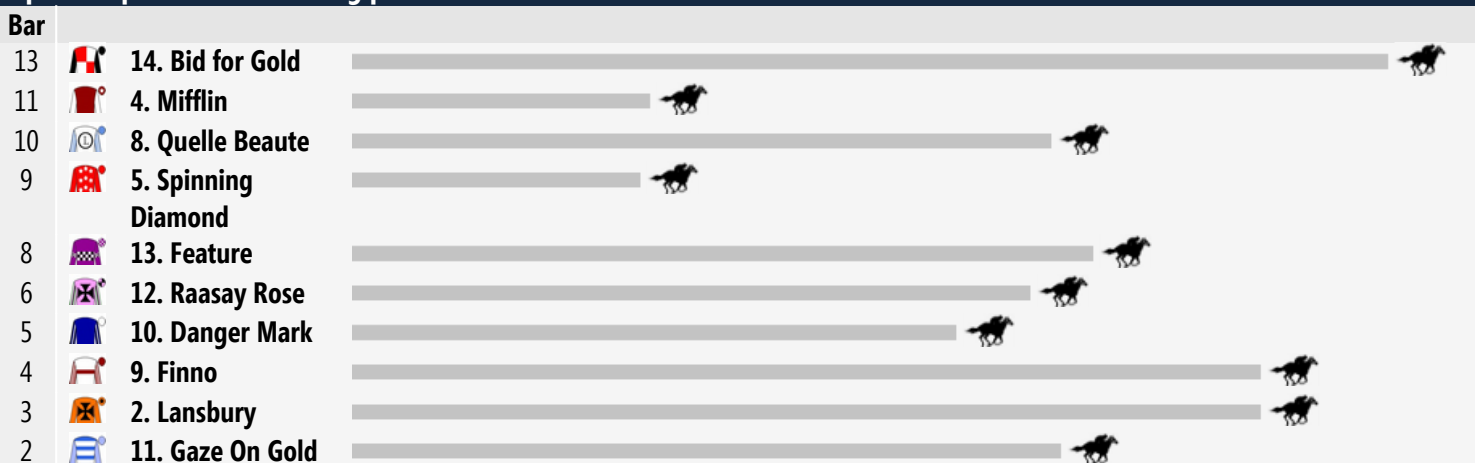 Bar
13 14. Bid for Gold
11 4. Mifflin
10 8. Quelle Beaute
9 5. Spinning
Diamond
8 13. Feature
6 12. Raasay Rose
5 10. Danger Mark
4 9. Finno
3 2. Lansbury
2 11. Gaze On Gold